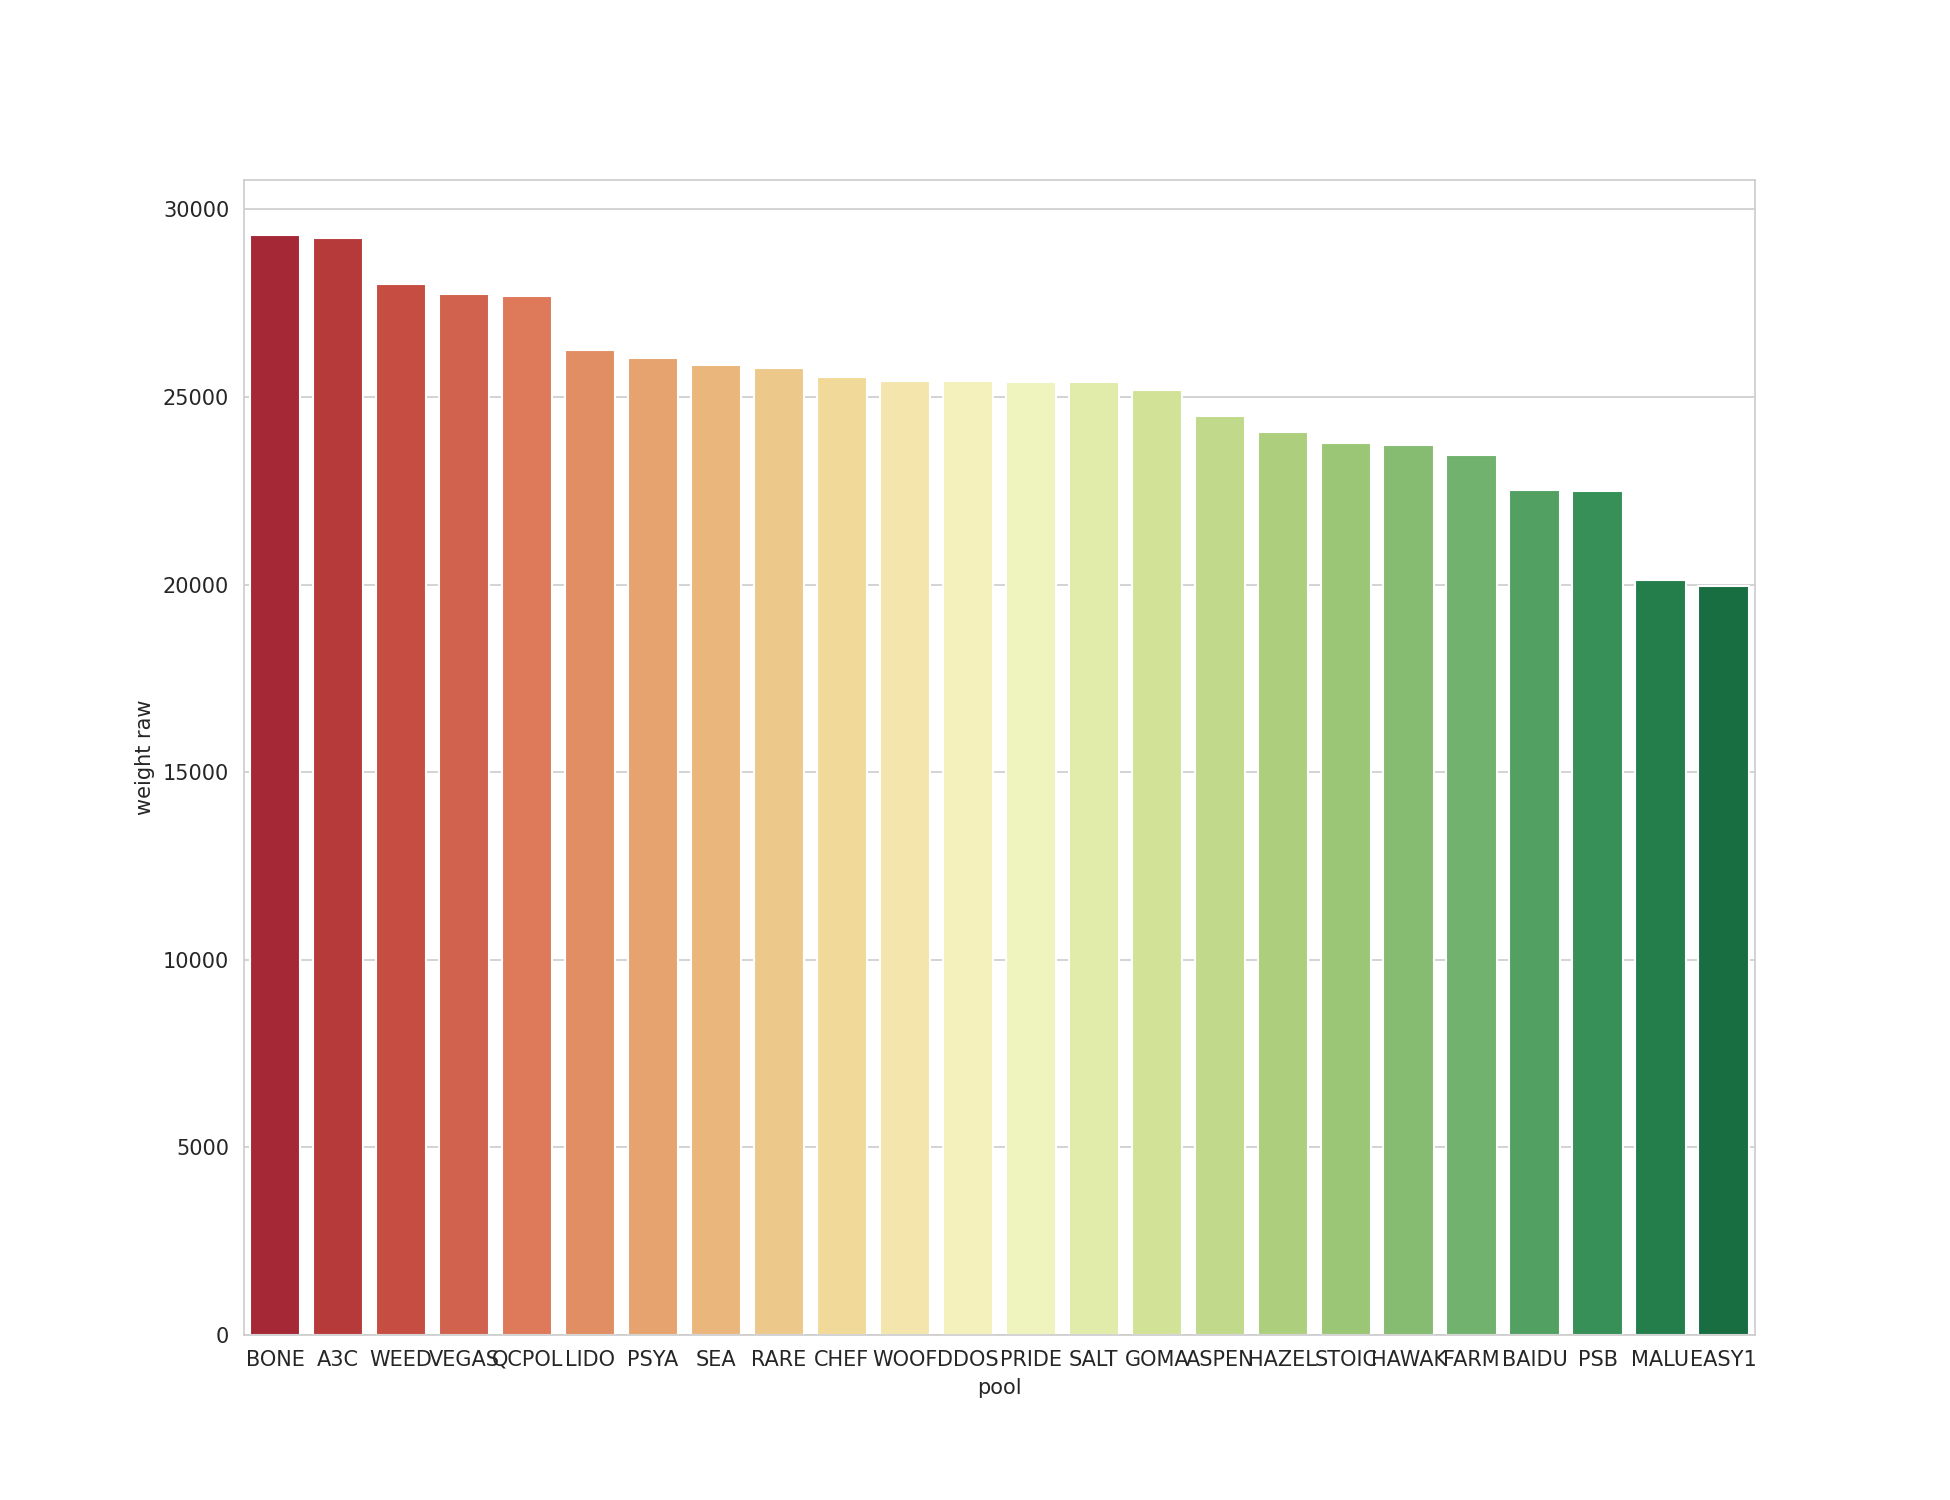 30000
25000
20000
15000
10000
5000
0
weight raw
BONE A3C WEED VEGAS QCPOL LIDO PSYA SEA RARE CHEF WOOF DDOS PRIDE SALT GOMA ASPEN HAZEL STOIC HAWAK FARM BAIDU PSB MALU EASY1
pool